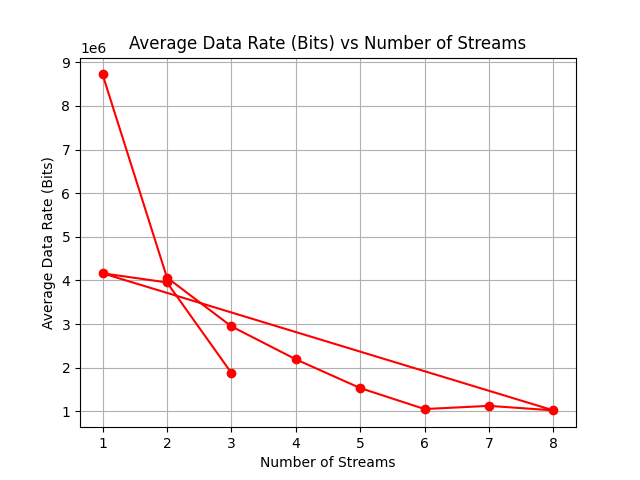 Average Data Rate (Bits) vs Number of Streams
1e6
9
8
7
6
5
4
3
2
1
Average Data Rate (Bits)
1 2 3 4 5 6 7 8
Number of Streams